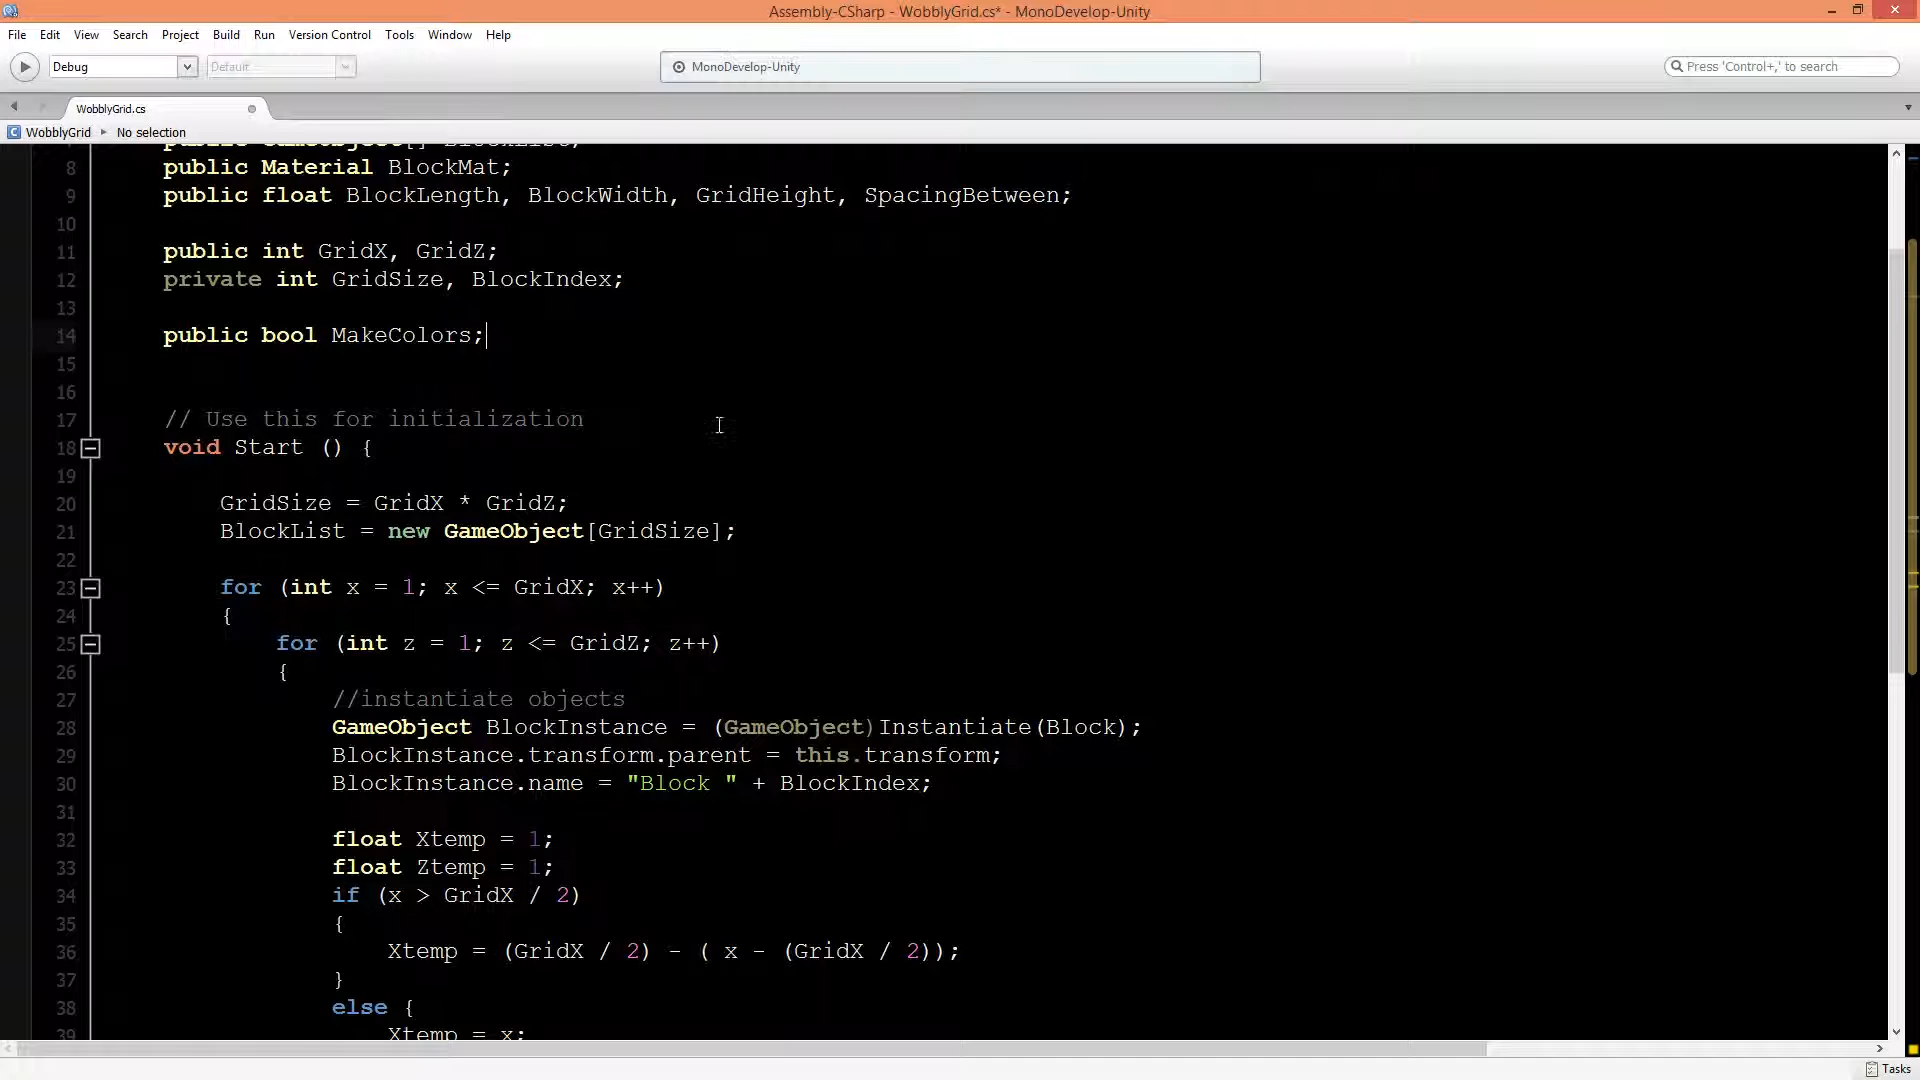 Assembly-CSharp - WobblyGrid.cs* - MonoDevelop-Unity
File Edit View Search Project Build Run Version Control Tools Window Help
Debug Default MonoDevelop-Unity Press 'Control+,' to search
WobblyGrid.cs
WobblyGrid No selection
public GameObject[] BlockList;
8 public Material BlockMat;
9 public float BlockLength, BlockWidth, GridHeight, SpacingBetween;
10
11 public int GridX, GridZ;
12 private int GridSize, BlockIndex;
13
14 public bool MakeColors;
15
16
17 // Use this for initialization
18 void Start () {
19
20 GridSize = GridX * GridZ;
21 BlockList = new GameObject[GridSize];
22
23 for (int x = 1; x <= GridX; x++)
24 {
25 for (int z = 1; z <= GridZ; z++)
26 {
27 //instantiate objects
28 GameObject BlockInstance = (GameObject)Instantiate(Block);
29 BlockInstance.transform.parent = this.transform;
30 BlockInstance.name = "Block " + BlockIndex;
31
32 float Xtemp = 1;
33 float Ztemp = 1;
34 if (x > GridX / 2)
35 {
36 Xtemp = (GridX / 2) - ( x - (GridX / 2));
37 }
38 else {
39 Xtemp = x;
Tasks